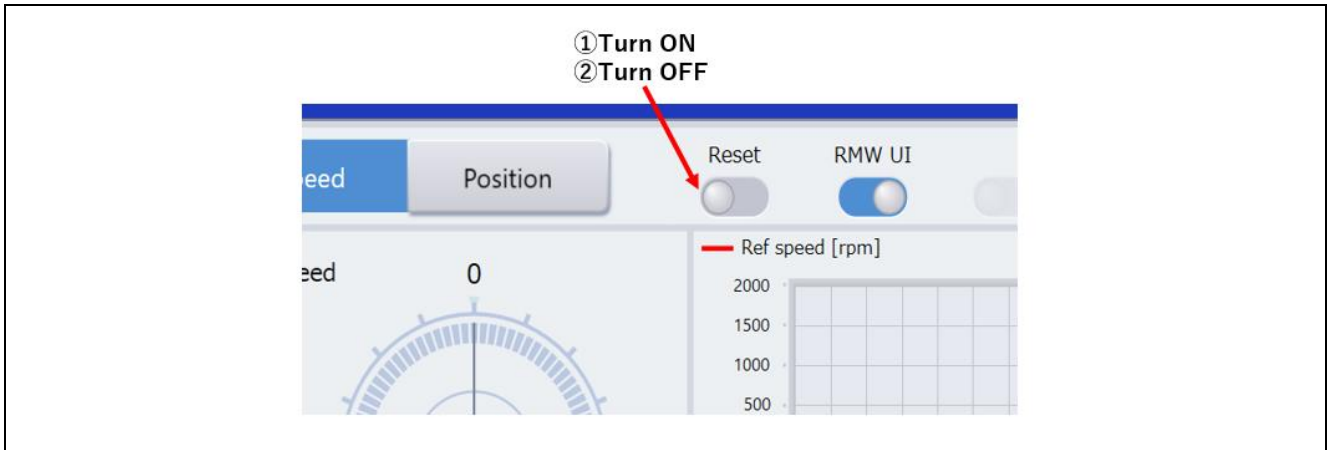 ①Turn ON
②Turn OFF
Reset RMW UI
eed Position
Ref speed [rpm]
eed 0
2000
1500
1000
500